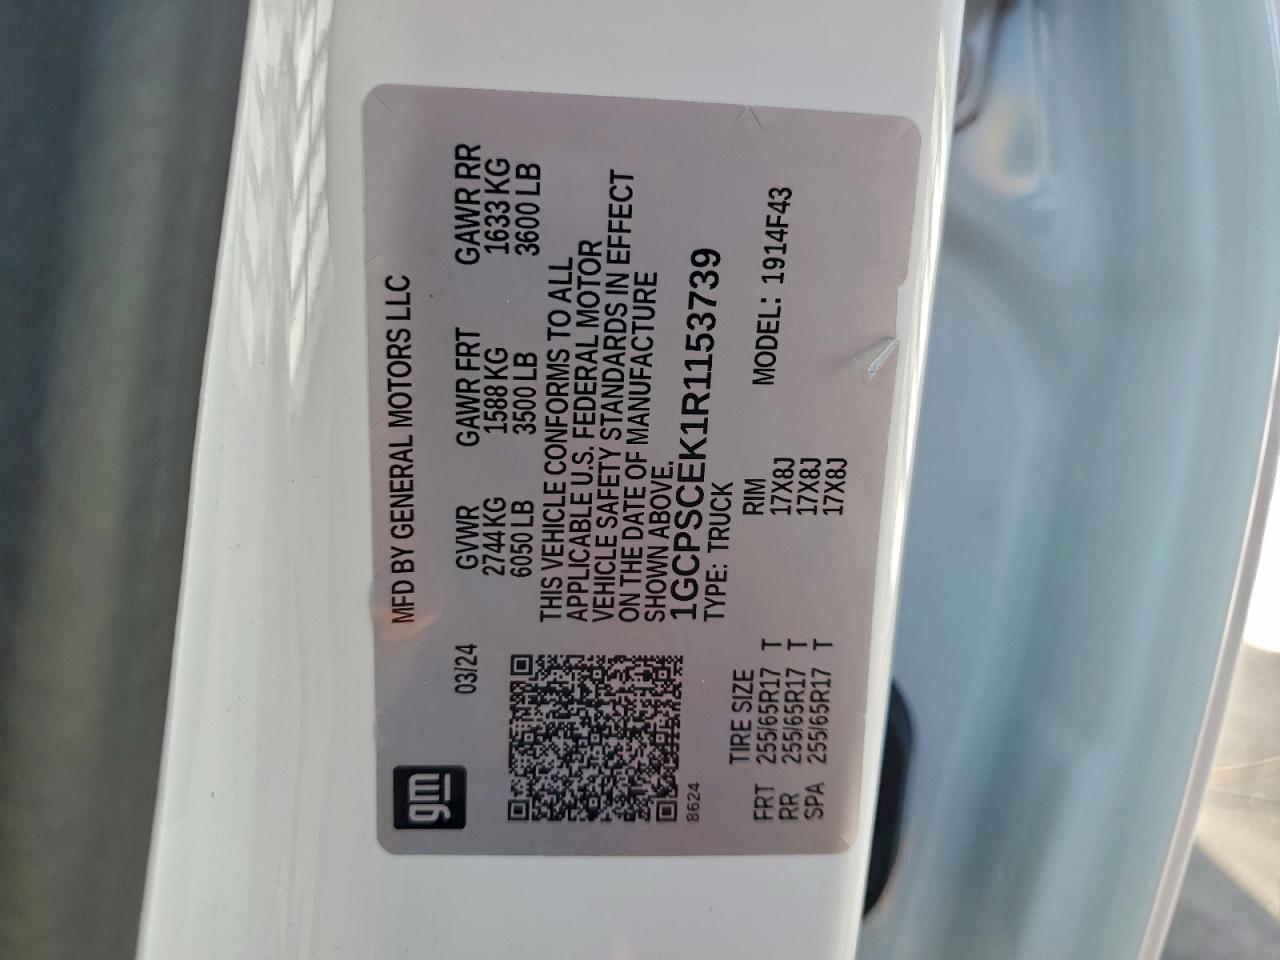 gm
MFD BY GENERAL MOTORS LLC
03/24
GVWR GAWR FRT GAWR RR
2744 KG 1588 KG 1633 KG
6050 LB 3500 LB 3600 LB
THIS VEHICLE CONFORMS TO ALL
APPLICABLE U.S. FEDERAL MOTOR
VEHICLE SAFETY STANDARDS IN EFFECT
ON THE DATE OF MANUFACTURE
SHOWN ABOVE.
1GCPSCEK1R1153739
TYPE: TRUCK MODEL: 1914F43
8624
TIRE SIZE RIM
FRT 255/65R17 T 17X8J
RR 255/65R17 T 17X8J
SPA 255/65R17 T 17X8J